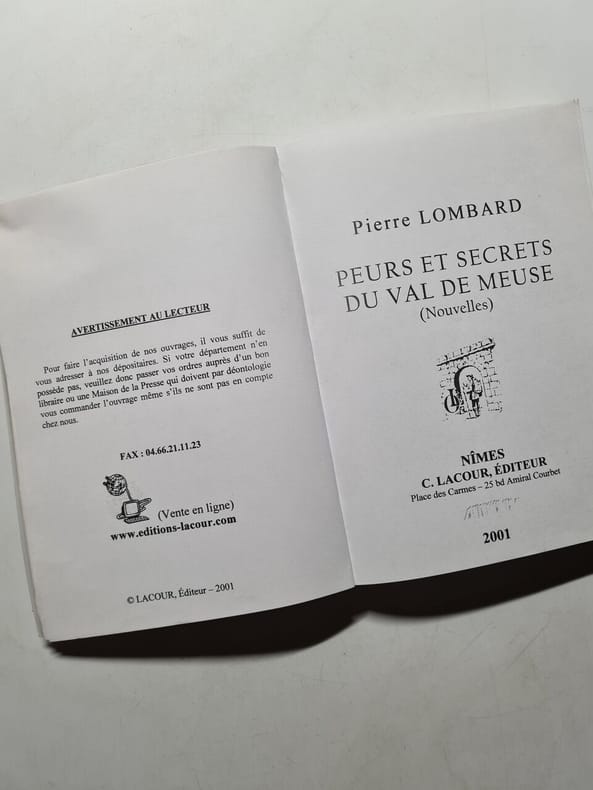 AVERTISSEMENT AU LECTEUR
Pour faire l'acquisition de nos ouvrages, il vous suffit de
vous adresser à nos dépositaires. Si votre département n'en
possède pas, veuillez donc passer vos ordres auprès d'un bon
libraire ou une Maison de la Presse qui doivent par déontologie
vous commander l'ouvrage même s'ils ne sont pas en compte
chez nous.
FAX : 04.66.21.11.23
(Vente en ligne)
www.editions-lacour.com
© LACOUR, Éditeur – 2001
Pierre LOMBARD
PEURS ET SECRETS
DU VAL DE MEUSE
(Nouvelles)
NÎMES
C. LACOUR, ÉDITEUR
Place des Carmes – 25 bd Amiral Courbet
2001